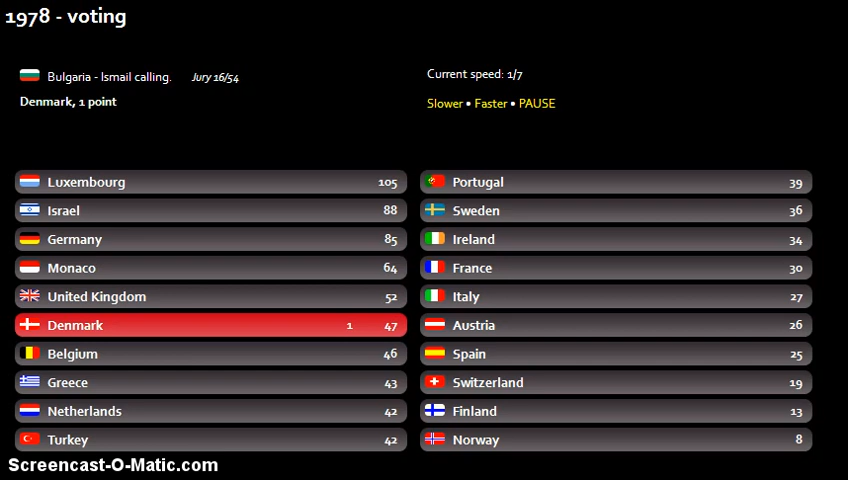 1978 - voting
Bulgaria - Ismail calling. Jury 16/54
Denmark, 1 point
Current speed: 1/7
Slower • Faster • PAUSE
Luxembourg 105
Israel 88
Germany 85
Monaco 64
United Kingdom 52
Denmark 1 47
Belgium 46
Greece 43
Netherlands 42
Turkey 42
Portugal 39
Sweden 36
Ireland 34
France 30
Italy 27
Austria 26
Spain 25
Switzerland 19
Finland 13
Norway 8
Screencast-O-Matic.com